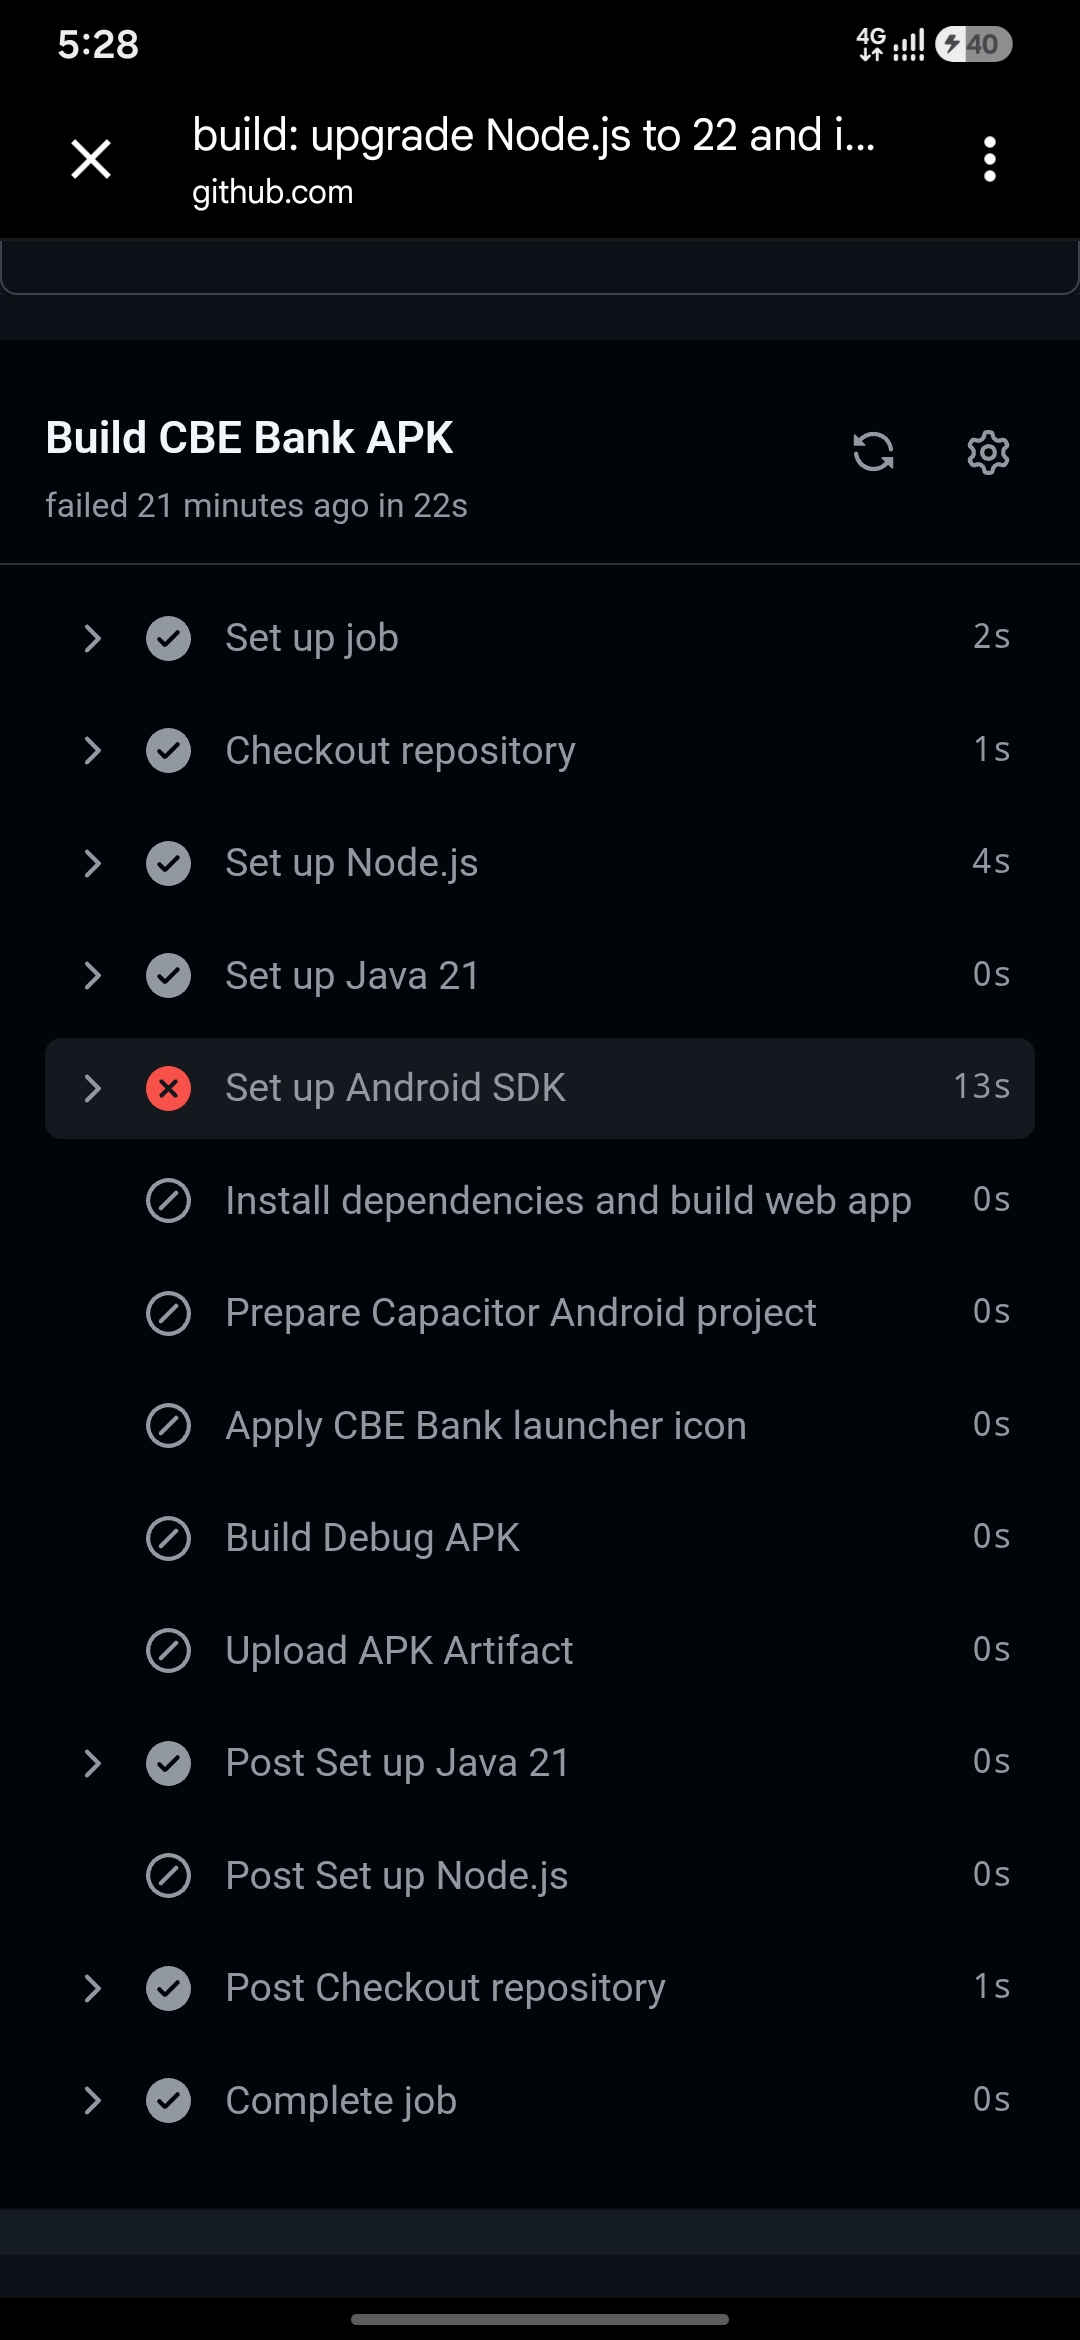 5:28
4G
40
build: upgrade Node.js to 22 and i...
github.com
Build CBE Bank APK
failed 21 minutes ago in 22s
Set up job 2s
Checkout repository 1s
Set up Node.js 4s
Set up Java 21 0s
Set up Android SDK 13s
Install dependencies and build web app 0s
Prepare Capacitor Android project 0s
Apply CBE Bank launcher icon 0s
Build Debug APK 0s
Upload APK Artifact 0s
Post Set up Java 21 0s
Post Set up Node.js 0s
Post Checkout repository 1s
Complete job 0s